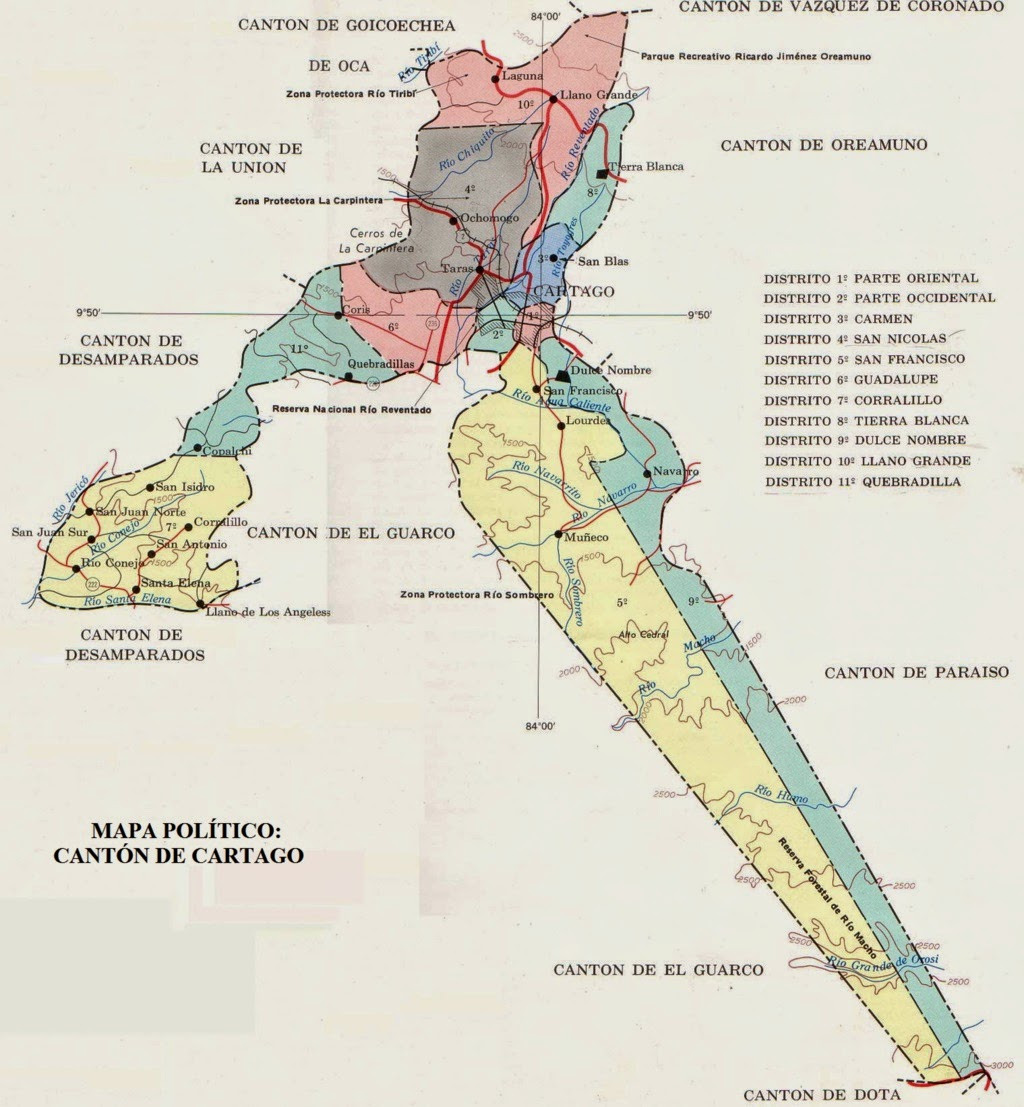 CANTON DE VAZQUEZ DE CORONADO
84°00'
CANTON DE GOICOECHEA
2500
Río Tiribí
Parque Recreativo Ricardo Jiménez Oreamuno
DE OCA
Laguna
Zona Protectora Río Tiribí
Llano Grande
10º
Río Chiquito
2000
Río Reventado
CANTON DE
LA UNION
CANTON DE OREAMUNO
Tierra Blanca
1500
8º
4º
Zona Protectora La Carpintera
Ochomogo
2
Cerros de
La Carpintera
Río Toyogres
3º
San Blas
Taras
Río
CARTAGO
DISTRITO 1º PARTE ORIENTAL
DISTRITO 2º PARTE OCCIDENTAL
DISTRITO 3º CARMEN
DISTRITO 4º SAN NICOLAS
DISTRITO 5º SAN FRANCISCO
DISTRITO 6º GUADALUPE
DISTRITO 7º CORRALILLO
DISTRITO 8º TIERRA BLANCA
DISTRITO 9º DULCE NOMBRE
DISTRITO 10º LLANO GRANDE
DISTRITO 11º QUEBRADILLA
1500
9°50'
Coris
6º
1º
2º
9°50'
CANTON DE
DESAMPARADOS
11º
Quebradillas
Dulce Nombre
San Francisco
Reserva Nacional Río Reventado
Río Agua Caliente
Lourdes
1500
Copalchi
Río Navarrito
Navarro
Río Navarro
Río Jericó
San Isidro
1500
San Juan Norte
7º
Corralillo
San Juan Sur
Río Conejo
San Antonio
CANTON DE EL GUARCO
Muñeco
Río Conejo
1500
222
Santa Elena
Río Santa Elena
Llano de Los Angeless
1500
Río Sombrero
Zona Protectora Río Sombrero
5º
9º
CANTON DE
DESAMPARADOS
Alto Cedral
Macho
1500
2000
Río
2000
2000
CANTON DE PARAISO
84°00'
2500
Río Humo
MAPA POLÍTICO:
CANTÓN DE CARTAGO
Reserva Forestal de Río Macho
2500
2500
2500
2500
Río Grande de Orosi
2500
CANTON DE EL GUARCO
3000
CANTON DE DOTA